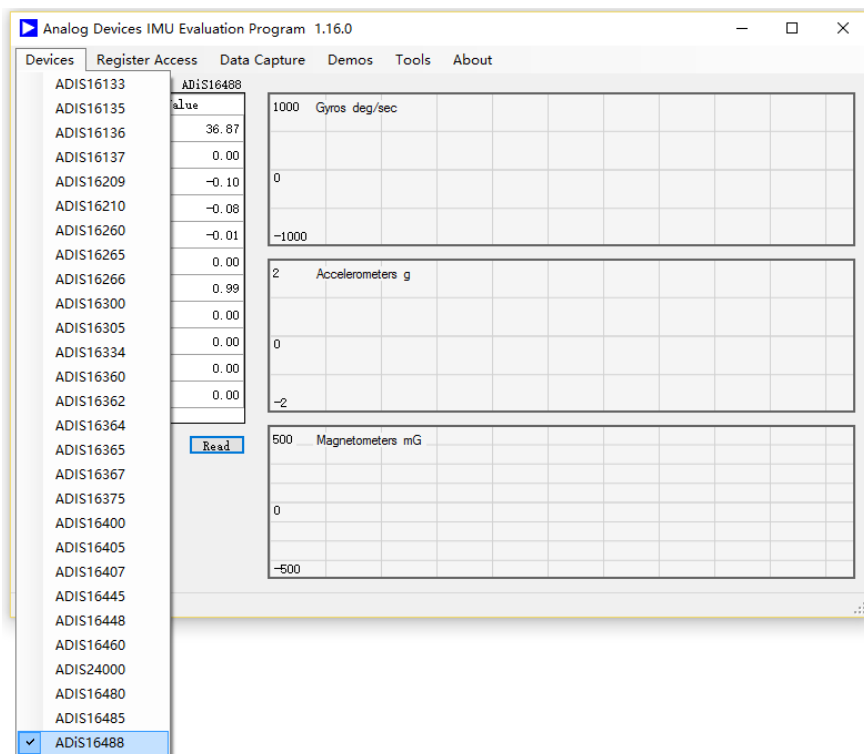 Analog Devices IMU Evaluation Program 1.16.0
Devices Register Access Data Capture Demos Tools About
ADIS16133
ADIS16135
ADIS16136
ADIS16137
ADIS16209
ADIS16210
ADIS16260
ADIS16265
ADIS16266
ADIS16300
ADIS16305
ADIS16334
ADIS16360
ADIS16362
ADIS16364
ADIS16365
ADIS16367
ADIS16375
ADIS16400
ADIS16405
ADIS16407
ADIS16445
ADIS16448
ADIS16460
ADIS24000
ADIS16480
ADIS16485
ADiS16488
ADiS16488
36.87
0.00
-0.10
-0.08
-0.01
0.00
0.99
0.00
0.00
0.00
0.00
Read
1000 Gyros deg/sec
0
-1000
2 Accelerometers g
0
-2
500 Magnetometers mG
0
-500